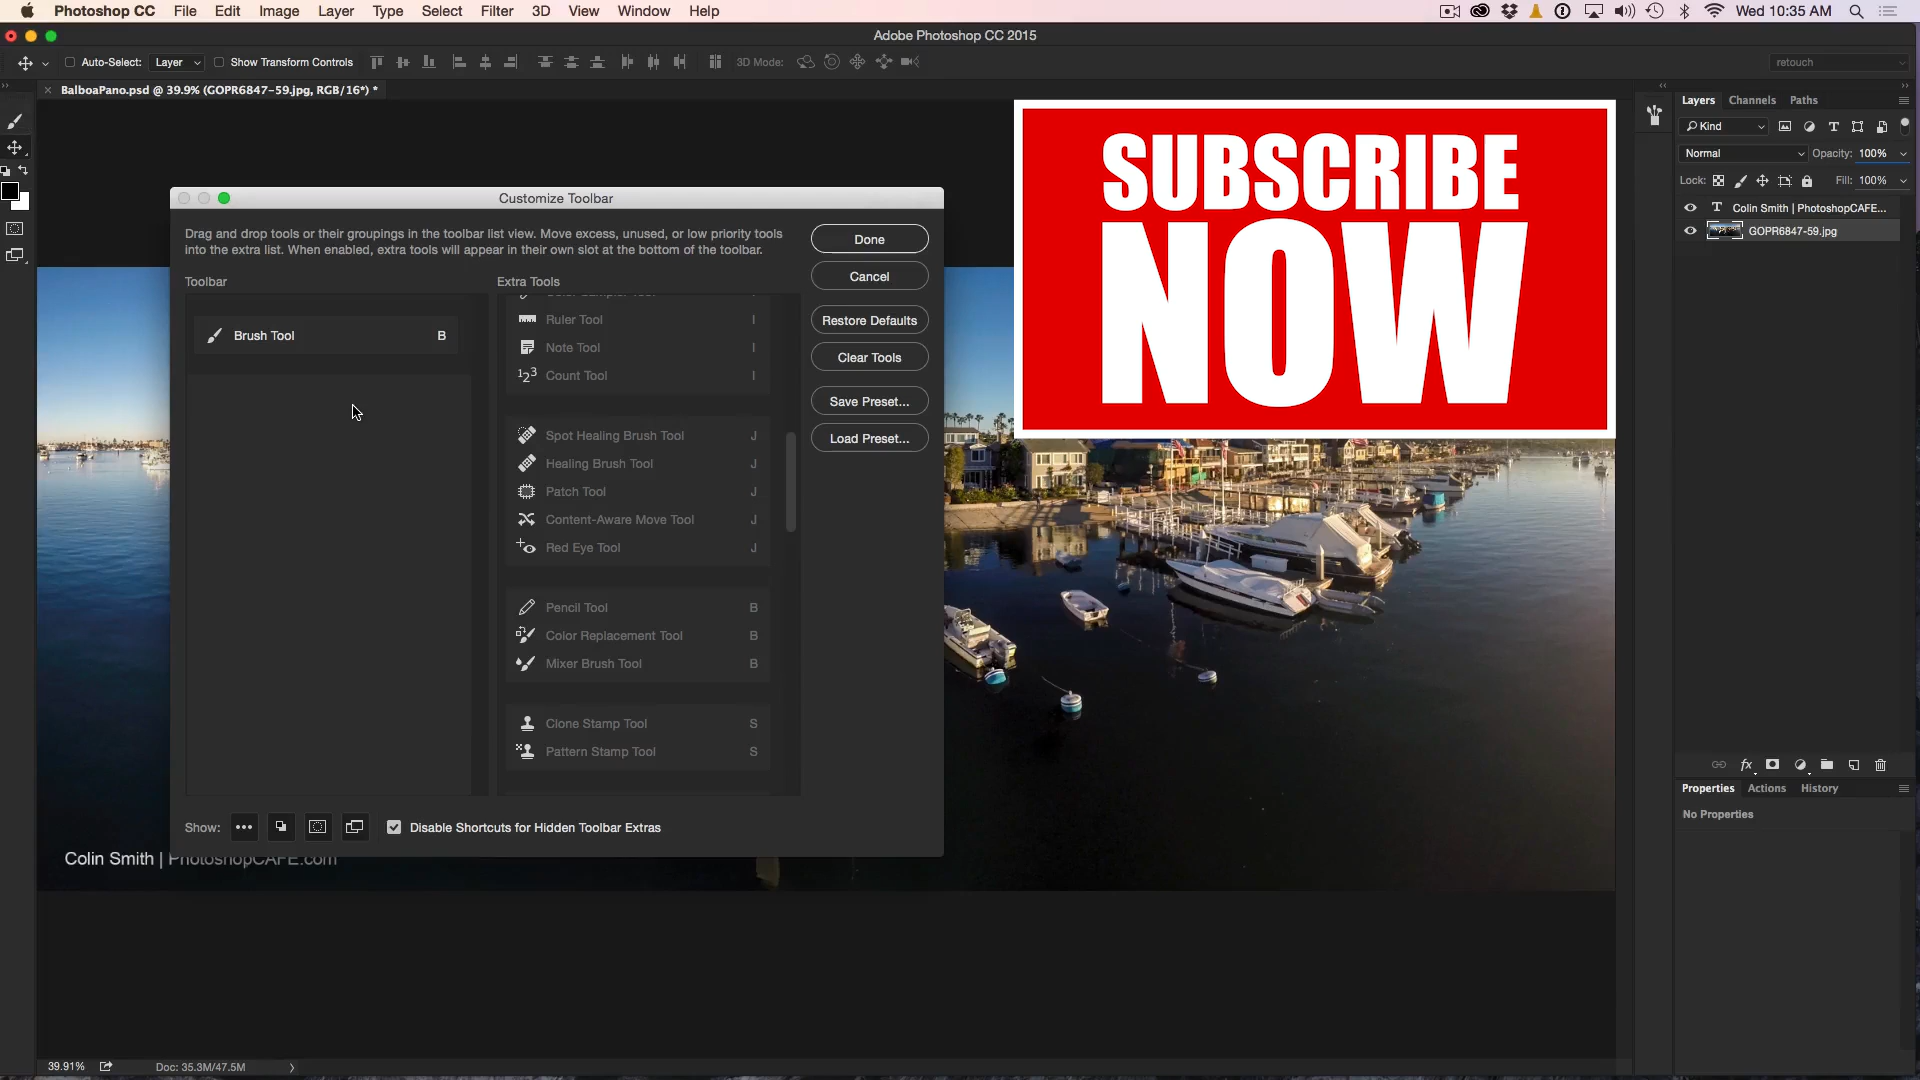 Photoshop CC File Edit Image Layer Type Select Filter 3D View Window Help Wed 10:35 AM
Adobe Photoshop CC 2015
Auto-Select: Layer Show Transform Controls 3D Mode: retouch
BalboaPano.psd @ 39.9% (GOPR6847-59.jpg, RGB/16*) *
SUBSCRIBE
NOW
Customize Toolbar
Drag and drop tools or their groupings in the toolbar list view. Move excess, unused, or low priority tools
into the extra list. When enabled, extra tools will appear in their own slot at the bottom of the toolbar.
Toolbar
Brush Tool B
Extra Tools
Ruler Tool I
Note Tool I
123 Count Tool I
Spot Healing Brush Tool J
Healing Brush Tool J
Patch Tool J
Content-Aware Move Tool J
Red Eye Tool J
Pencil Tool B
Color Replacement Tool B
Mixer Brush Tool B
Clone Stamp Tool S
Pattern Stamp Tool S
Done
Cancel
Restore Defaults
Clear Tools
Save Preset...
Load Preset...
Show: Disable Shortcuts for Hidden Toolbar Extras
Colin Smith | PhotoshopCAFE.com
39.91% Doc: 35.3M/47.5M
Layers Channels Paths
Kind
Normal Opacity: 100%
Lock: Fill: 100%
T Colin Smith | PhotoshopCAFE...
GOPR6847-59.jpg
fx
Properties Actions History
No Properties